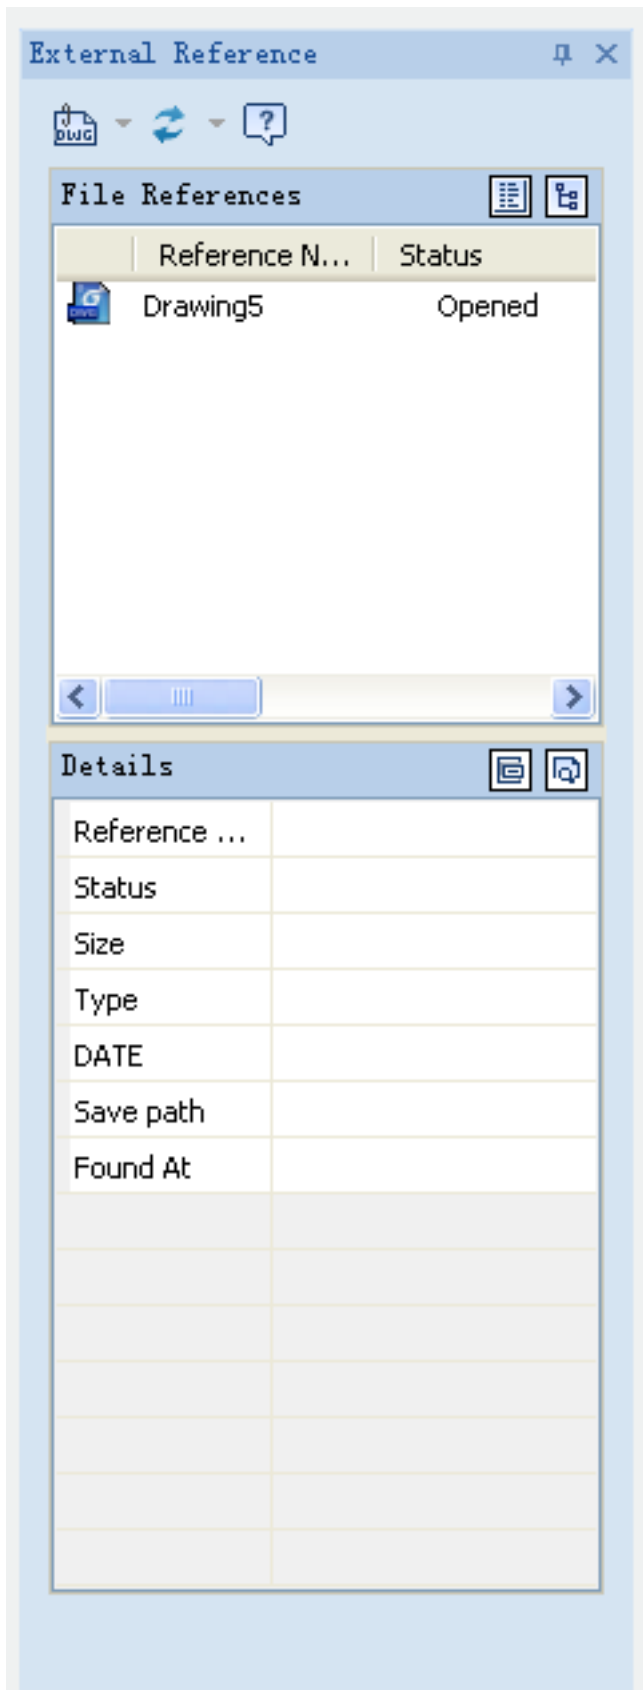 External Reference
DWG
File References
Reference N... Status
Drawing5 Opened
Details
Reference ...
Status
Size
Type
DATE
Save path
Found At